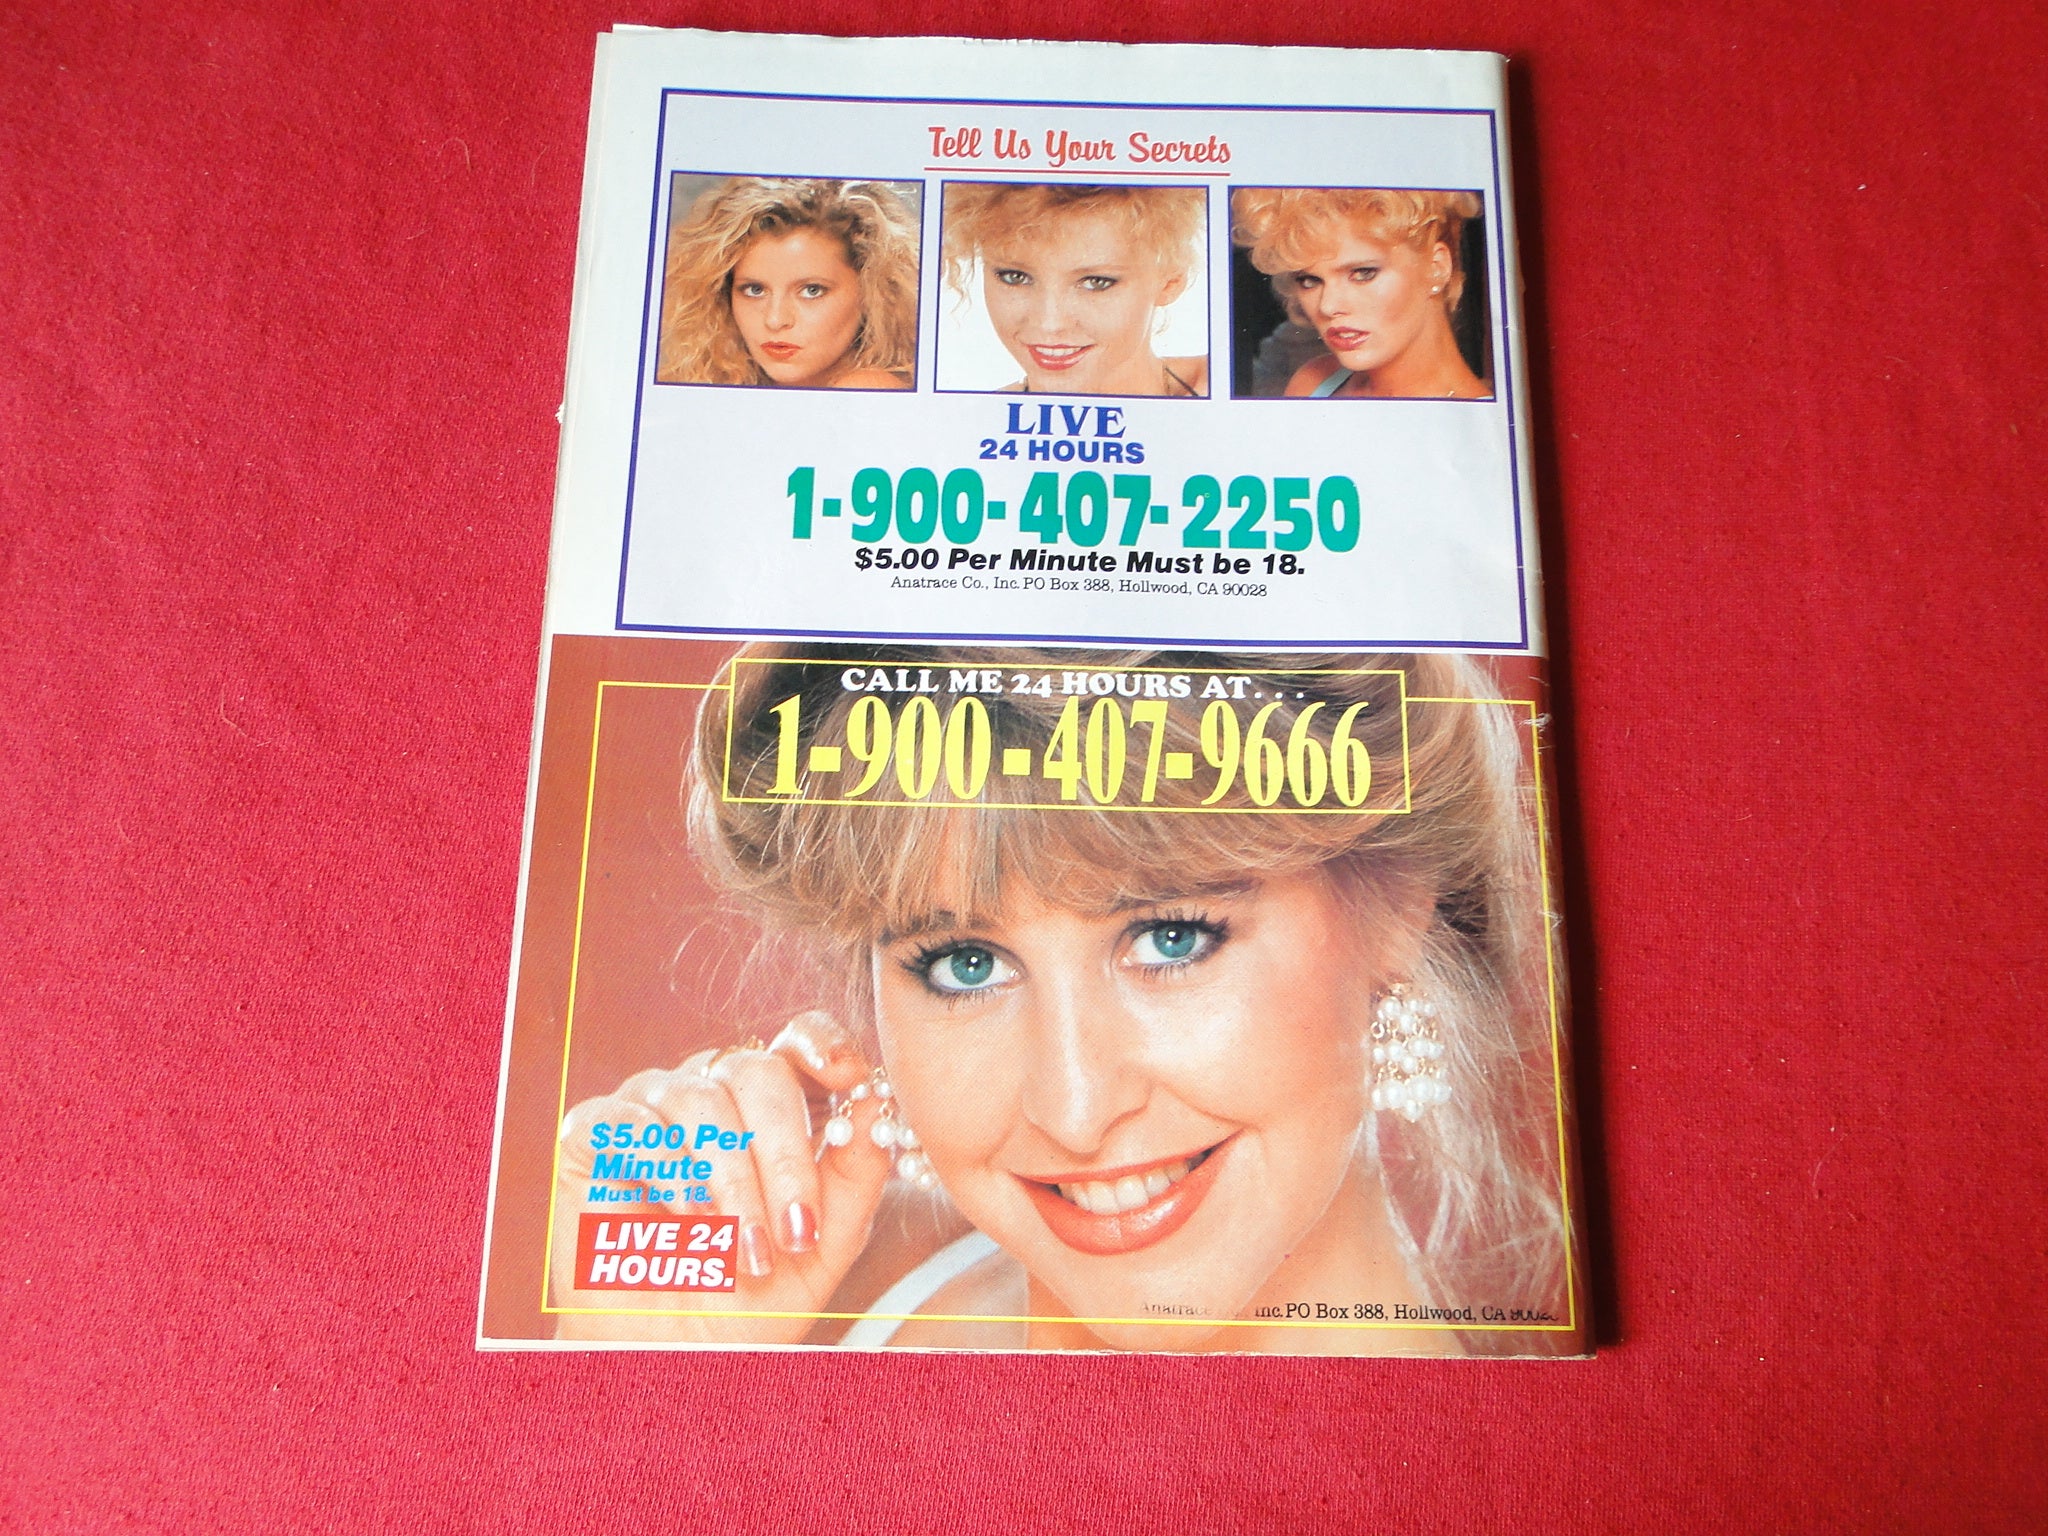 Tell Us Your Secrets
LIVE
24 HOURS
1-900-407-2250
$5.00 Per Minute Must be 18.
Anatrace Co., Inc. PO Box 388, Hollwood, CA 90028
CALL ME 24 HOURS AT...
1-900-407-9666
$5.00 Per
Minute
Must be 18.
LIVE 24
HOURS.
Anatrace Inc. PO Box 388, Hollwood, CA 90028